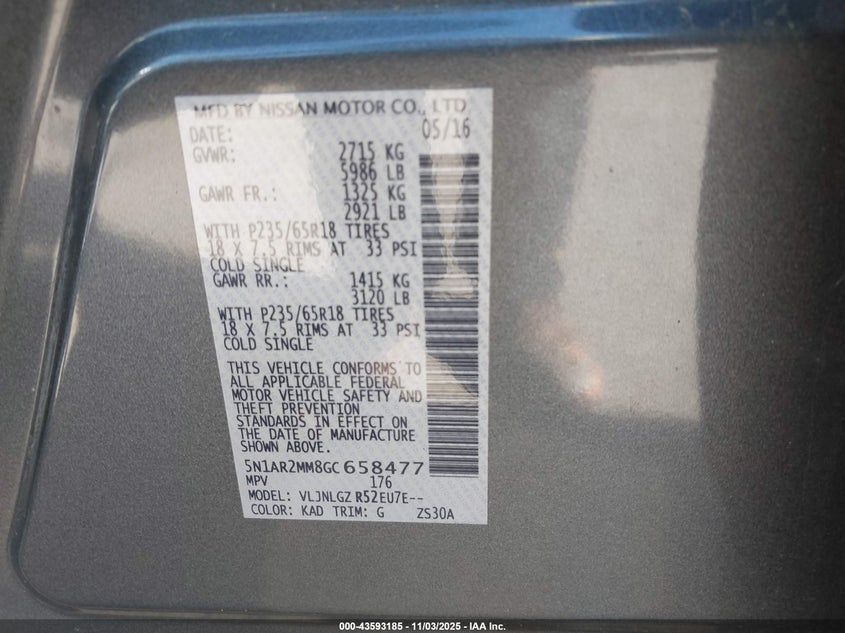 MFD BY NISSAN MOTOR CO., LTD
DATE: 05/16
GVWR: 2715 KG
5986 LB
GAWR FR.: 1325 KG
2921 LB
WITH P235/65R18 TIRES
18 X 7.5 RIMS AT 33 PSI
COLD SINGLE
GAWR RR.: 1415 KG
3120 LB
WITH P235/65R18 TIRES
18 X 7.5 RIMS AT 33 PSI
COLD SINGLE
THIS VEHICLE CONFORMS TO
ALL APPLICABLE FEDERAL
MOTOR VEHICLE SAFETY AND
THEFT PREVENTION
STANDARDS IN EFFECT ON
THE DATE OF MANUFACTURE
SHOWN ABOVE.
5N1AR2MM8GC658477
MPV 176
MODEL: VLJNLGZ R52EU7E--
COLOR: KAD TRIM: G ZS30A
000-43593185 - 11/03/2025 - IAA Inc.